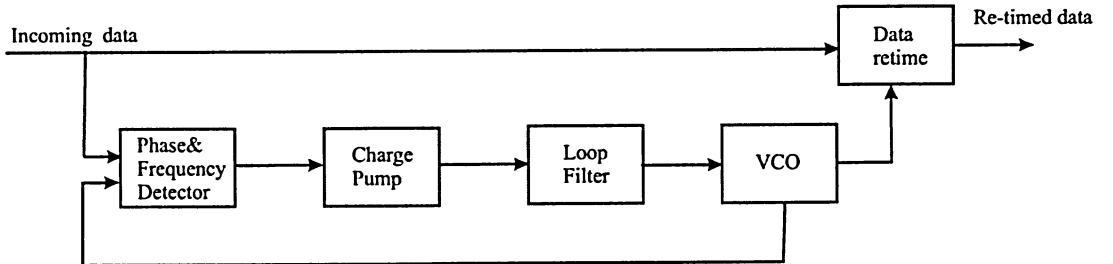 Incoming data
Re-timed data
Data
retime
Phase&
Frequency
Detector
Charge
Pump
Loop
Filter
VCO